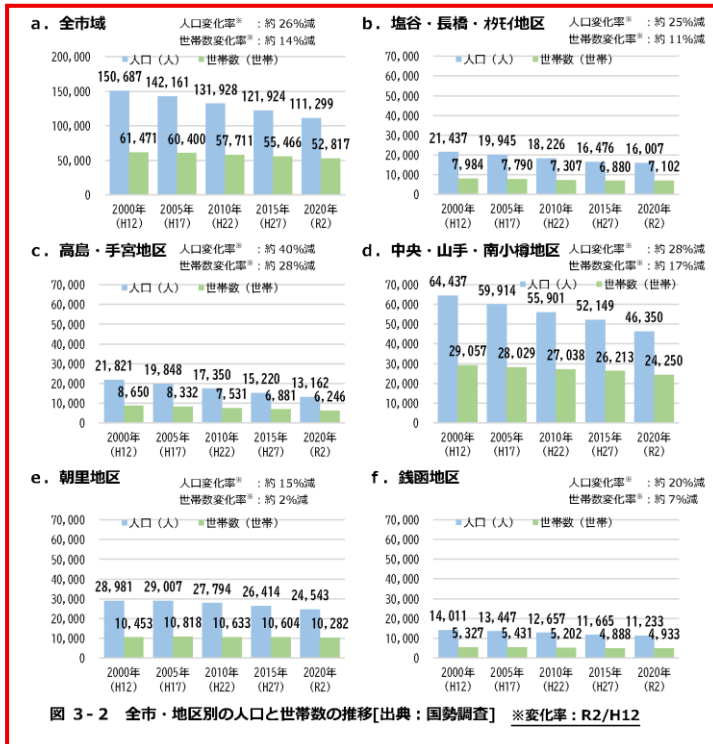 a．全市域
人口変化率※ ：約26%減
世帯数変化率※ ：約14%減
人口（人） 世帯数（世帯）
200,000
150,000
100,000
50,000
0
150,687 142,161 131,928 121,924 111,299
61,471 60,400 57,711 55,466 52,817
2000年 2005年 2010年 2015年 2020年
(H12) (H17) (H22) (H27) (R2)
b．塩谷・長橋・ｵﾀﾓｲ地区
人口変化率※ ：約25%減
世帯数変化率※ ：約11%減
人口（人） 世帯数（世帯）
70,000
60,000
50,000
40,000
30,000
20,000
10,000
0
21,437 19,945 18,226 16,476 16,007
7,984 7,790 7,307 6,880 7,102
2000年 2005年 2010年 2015年 2020年
(H12) (H17) (H22) (H27) (R2)
c．高島・手宮地区
人口変化率※ ：約40%減
世帯数変化率※ ：約28%減
人口（人） 世帯数（世帯）
70,000
60,000
50,000
40,000
30,000
20,000
10,000
0
21,821 19,848 17,350 15,220 13,162
8,650 8,332 7,531 6,881 6,246
2000年 2005年 2010年 2015年 2020年
(H12) (H17) (H22) (H27) (R2)
d．中央・山手・南小樽地区
人口変化率※ ：約28%減
世帯数変化率※ ：約17%減
人口（人） 世帯数（世帯）
70,000
60,000
50,000
40,000
30,000
20,000
10,000
0
64,437 59,914 55,901 52,149 46,350
29,057 28,029 27,038 26,213 24,250
2000年 2005年 2010年 2015年 2020年
(H12) (H17) (H22) (H27) (R2)
e．朝里地区
人口変化率※ ：約15%減
世帯数変化率※ ：約2%減
人口（人） 世帯数（世帯）
70,000
60,000
50,000
40,000
30,000
20,000
10,000
0
28,981 29,007 27,794 26,414 24,543
10,453 10,818 10,633 10,604 10,282
2000年 2005年 2010年 2015年 2020年
(H12) (H17) (H22) (H27) (R2)
f．銭函地区
人口変化率※ ：約20%減
世帯数変化率※ ：約7%減
人口（人） 世帯数（世帯）
70,000
60,000
50,000
40,000
30,000
20,000
10,000
0
14,011 13,447 12,657 11,665 11,233
5,327 5,431 5,202 4,888 4,933
2000年 2005年 2010年 2015年 2020年
(H12) (H17) (H22) (H27) (R2)
図 3-2 全市・地区別の人口と世帯数の推移[出典：国勢調査] ※変化率：R2/H12